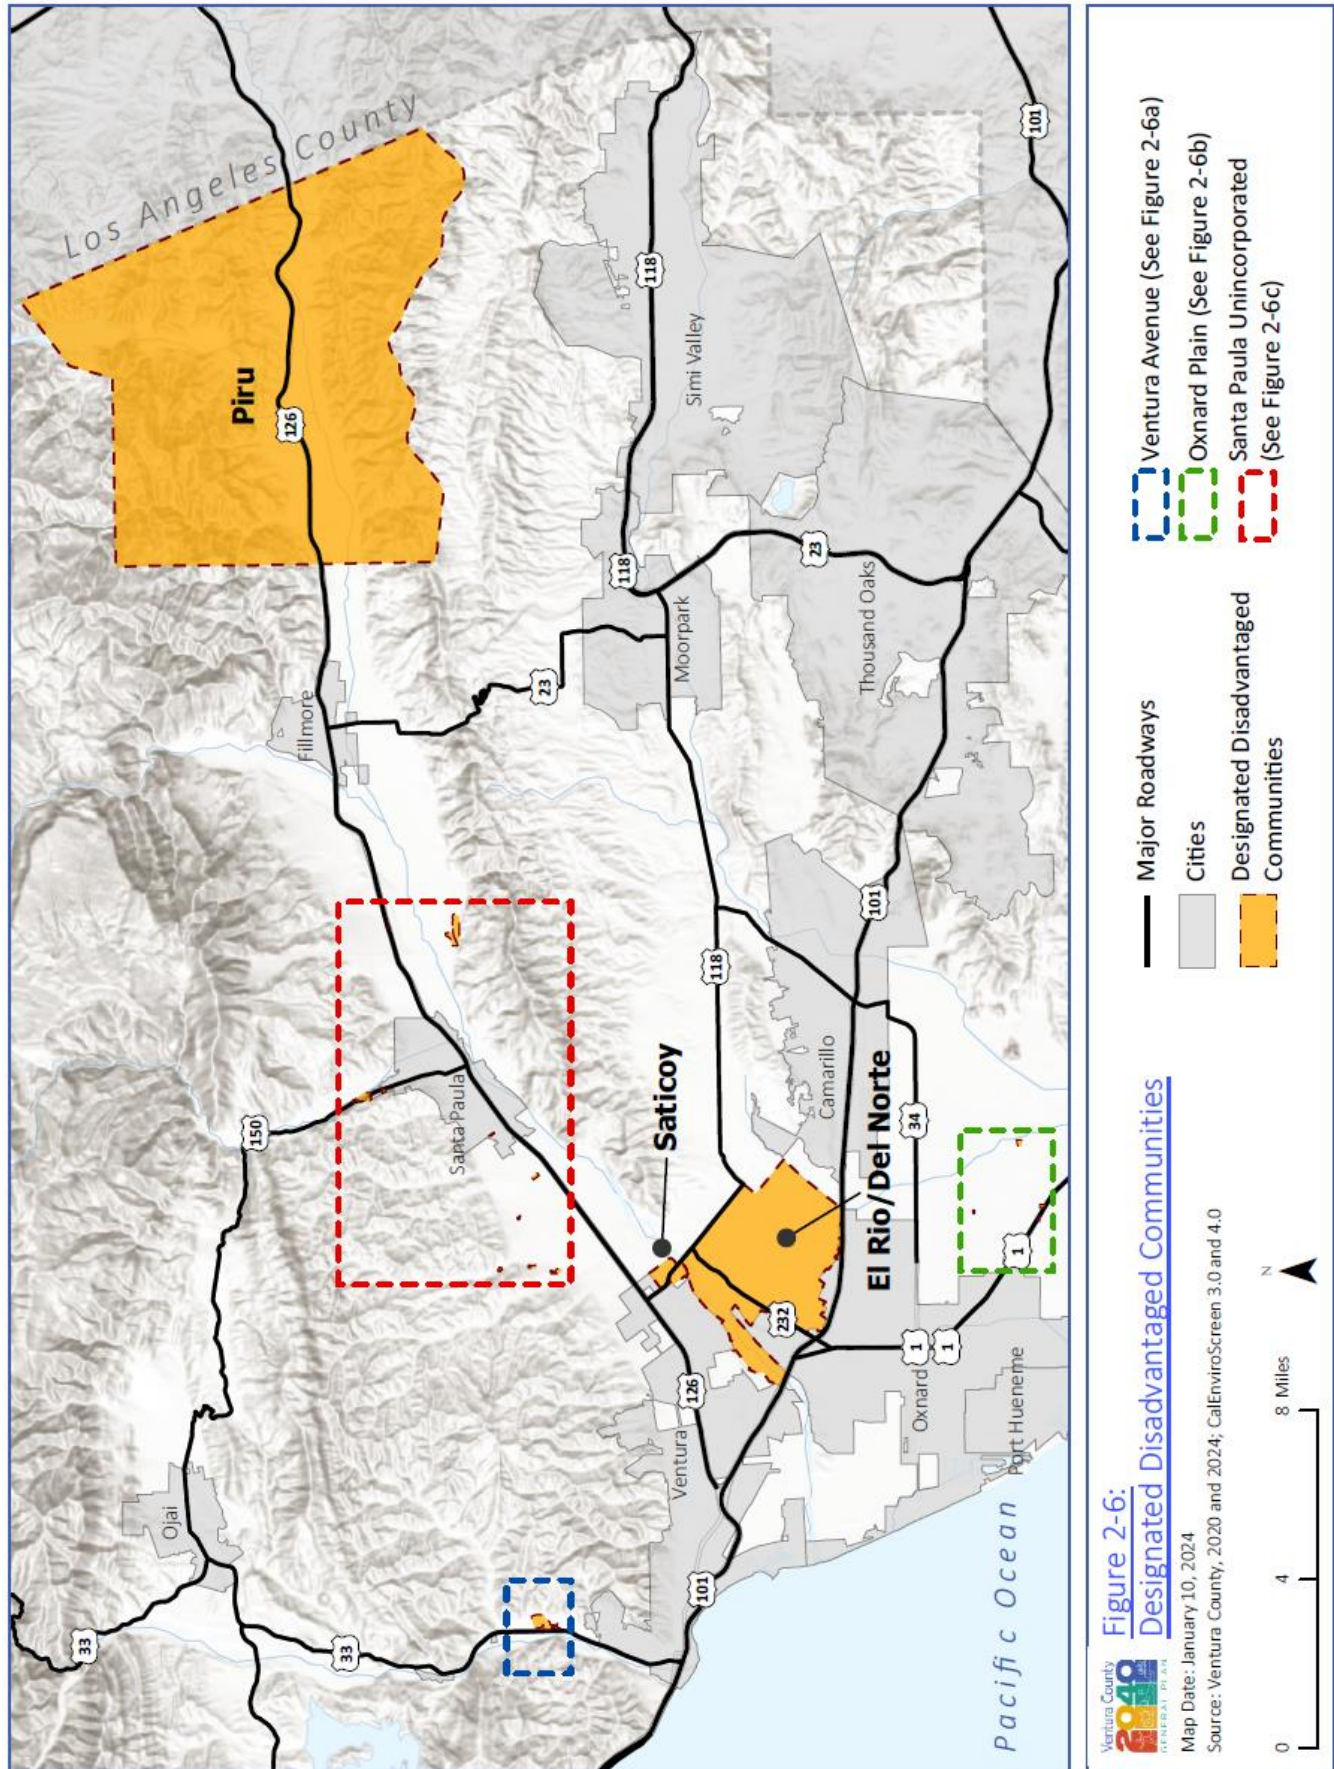 Los Angeles County
Piru
126
Fillmore
150
Santa Paula
Ojai
33
33
118
Simi Valley
118
23
Moorpark
23
Thousand Oaks
118
Saticoy
Camarillo
101
El Rio/Del Norte
34
232
126
Ventura
101
1
1
1
Oxnard
Port Hueneme
101
Pacific Ocean
Ventura County
2040
GENERAL PLAN
Figure 2-6:
Designated Disadvantaged Communities
Map Date: January 10, 2024
Source: Ventura County, 2020 and 2024; CalEnviroScreen 3.0 and 4.0
0
4
8 Miles
N
Major Roadways
Cities
Designated Disadvantaged
Communities
Ventura Avenue (See Figure 2-6a)
Oxnard Plain (See Figure 2-6b)
Santa Paula Unincorporated
(See Figure 2-6c)